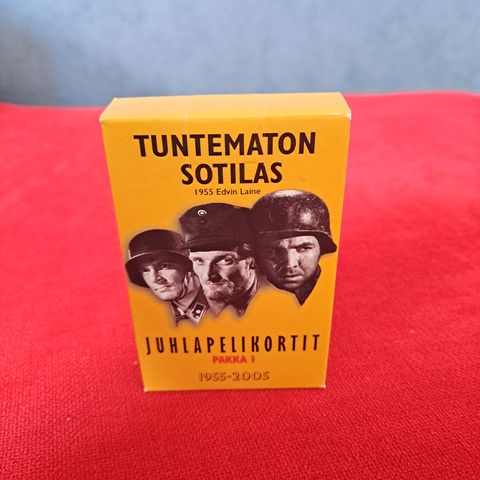 TUNTEMATON
SOTILAS
1955 Edvin Laine
JUHLAPELIKORTIT
PAKKA 1
1955-2005